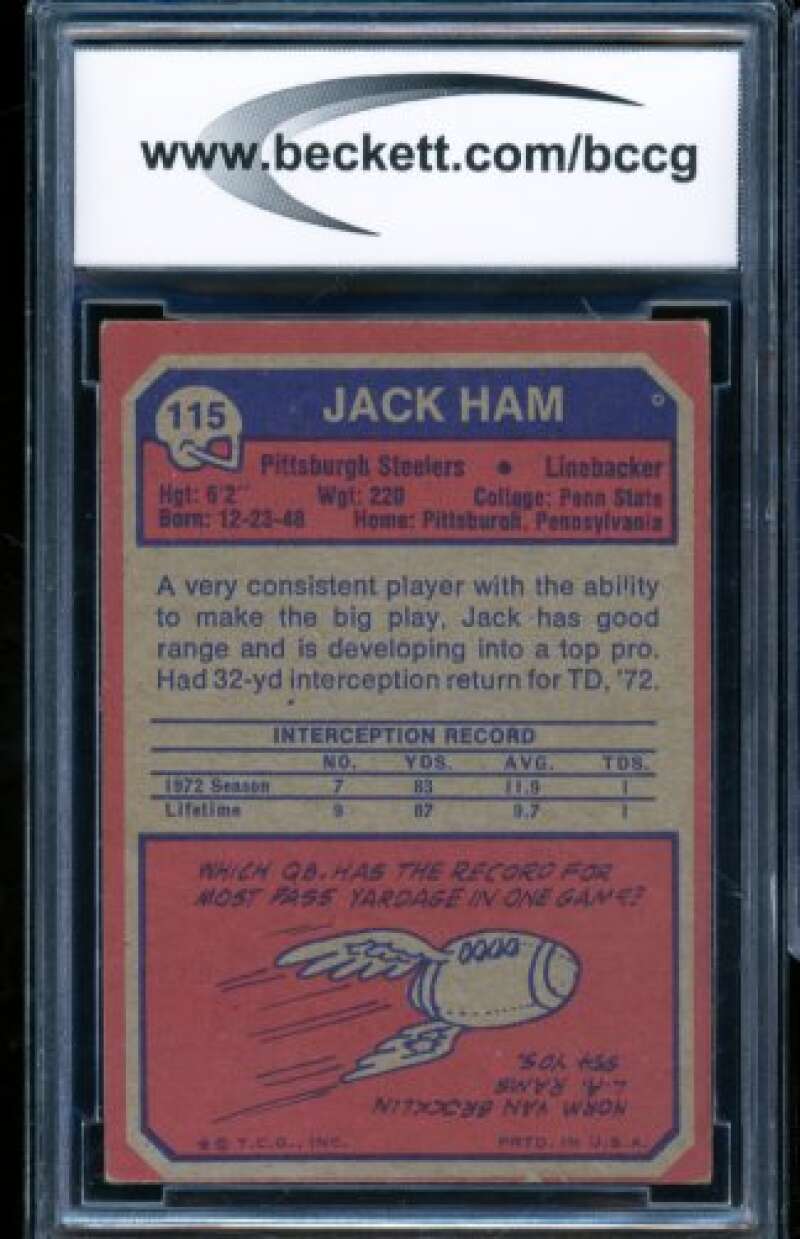 www.beckett.com/bccg
115
JACK HAM
Pittsburgh Steelers • Linebacker
Hgt: 6'2" Wgt: 220 College: Penn State
Born: 12-23-48 Home: Pittsburgh, Pennsylvania
A very consistent player with the ability
to make the big play, Jack has good
range and is developing into a top pro.
Had 32-yd interception return for TD, '72.
INTERCEPTION RECORD
NO. YDS. AVG. TDS.
1972 Season 7 83 11.9 1
Lifetime 9 87 9.7 1
WHICH QB. HAS THE RECORD FOR
MOST PASS YARDAGE IN ONE GAME?
NORM VAN BROCKLIN
L.A. RAMS
554 YDS.
* © T.C.G., INC. PRTD. IN U.S.A.